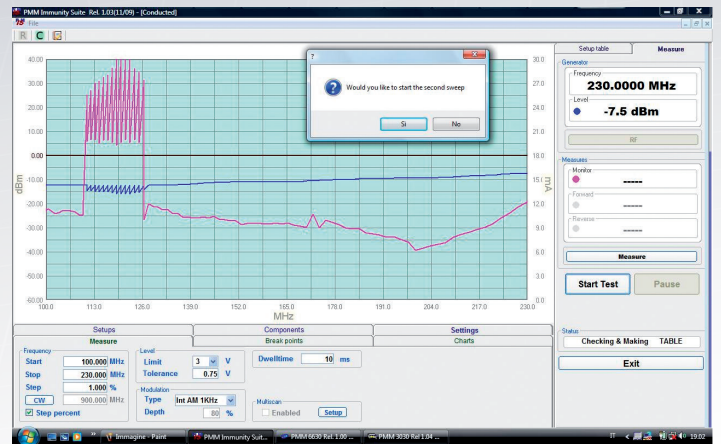 PMM Immunity Suite Rel. 1.03(11/09) - [Conducted]
File
R C
40.00
30.00
20.00
10.00
0.00
-10.00
-20.00
-30.00
-40.00
-50.00
-60.00
dBm
30.0
27.0
24.0
21.0
18.0
15.0
12.0
9.0
6.0
3.0
0.0
mA
100.0 113.0 126.0 139.0 152.0 165.0 178.0 191.0 204.0 217.0 230.0
MHz
?
Would you like to start the second sweep
Si No
Setup table Measure
Generator
Frequency
230.0000 MHz
Level
-7.5 dBm
RF
Measures
Monitor
-----
Forward
-----
Reverse
-----
Measure
Start Test Pause
Status
Checking & Making TABLE
Exit
Setups Components Settings
Measure Break points Charts
Frequency
Start 100.000 MHz
Stop 230.000 MHz
Step 1.000 %
CW 900.000 MHz
Step percent
Level
Limit 3 V
Tolerance 0.75 V
Modulation
Type Int AM 1KHz
Depth 80 %
Dwelltime 10 ms
Multiscan
Enabled Setup
Immagine - Paint PMM Immunity Suit... PMM 6630 Rel. 1.00 ... PMM 3030 Rel 1.04 ... IT 19.02